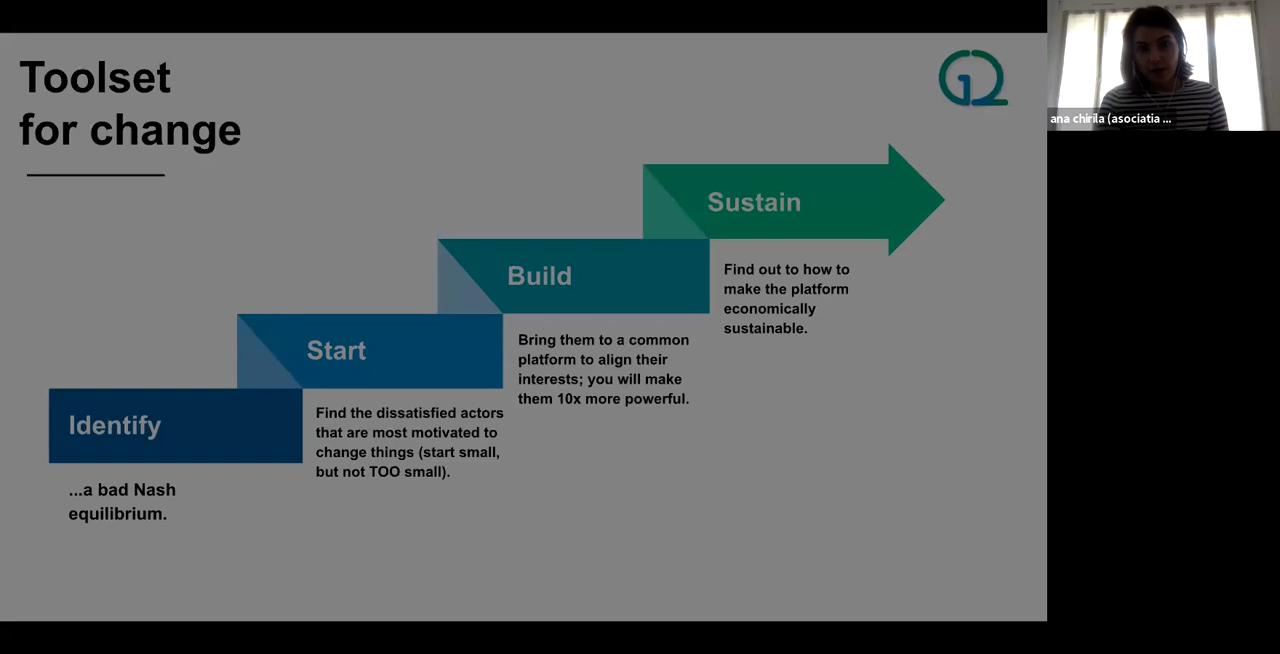 Toolset
for change
Sustain
Find out to how to
make the platform
economically
sustainable.
Build
Bring them to a common
platform to align their
interests; you will make
them 10x more powerful.
Start
Find the dissatisfied actors
that are most motivated to
change things (start small,
but not TOO small).
Identify
...a bad Nash
equilibrium.
ana chirila (asociatia ...